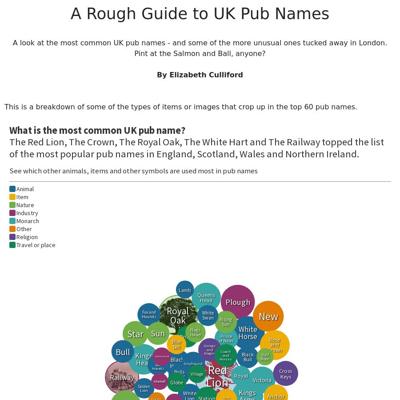 A Rough Guide to UK Pub Names
A look at the most common UK pub names - and some of the more unusual ones tucked away in London.
Pint at the Salmon and Ball, anyone?
By Elizabeth Culliford
This is a breakdown of some of the types of items or images that crop up in the top 60 pub names.
What is the most common UK pub name?
The Red Lion, The Crown, The Royal Oak, The White Hart and The Railway topped the list
of the most popular pub names in England, Scotland, Wales and Northern Ireland.
See which other animals, items and other symbols are used most in pub names
Animal
Item
Nature
Industry
Monarch
Other
Religion
Travel or place
Lamb
Queens
Head
Plough
Royal
Oak
White
Swan
New
Star
Sun
White
Horse
Bull
Kings
Black
Bull
Cross
Keys
Railway
Globe
Village
Red
Lion
Royal
Victoria
White
Lion
Kings
Arms